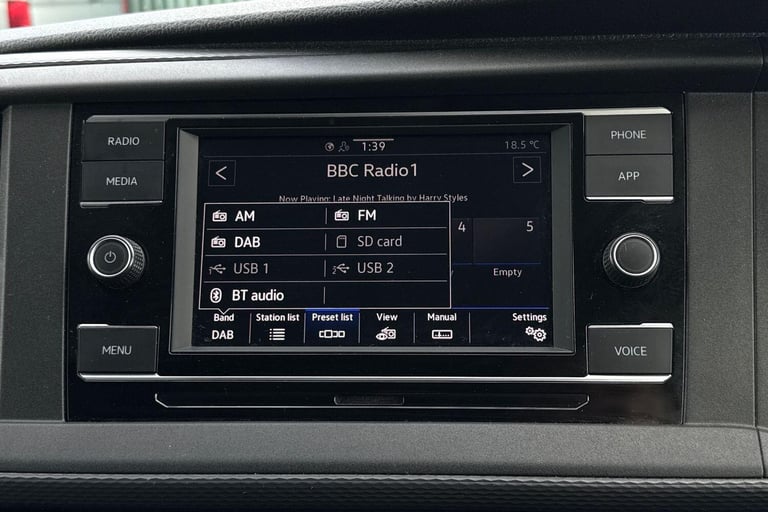 RADIO
MEDIA
MENU
PHONE
APP
VOICE
1:39
18.5 °C
< BBC Radio1 >
Now Playing: Late Night Talking by Harry Styles
AM FM
DAB SD card
1 USB 1 2 USB 2
BT audio
4 5
Empty
Band Station list Preset list View Manual Settings
DAB